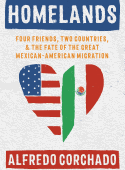 HOMELANDS
FOUR FRIENDS, TWO COUNTRIES,
& THE FATE OF THE GREAT
MEXICAN-AMERICAN MIGRATION
ALFREDO CORCHADO